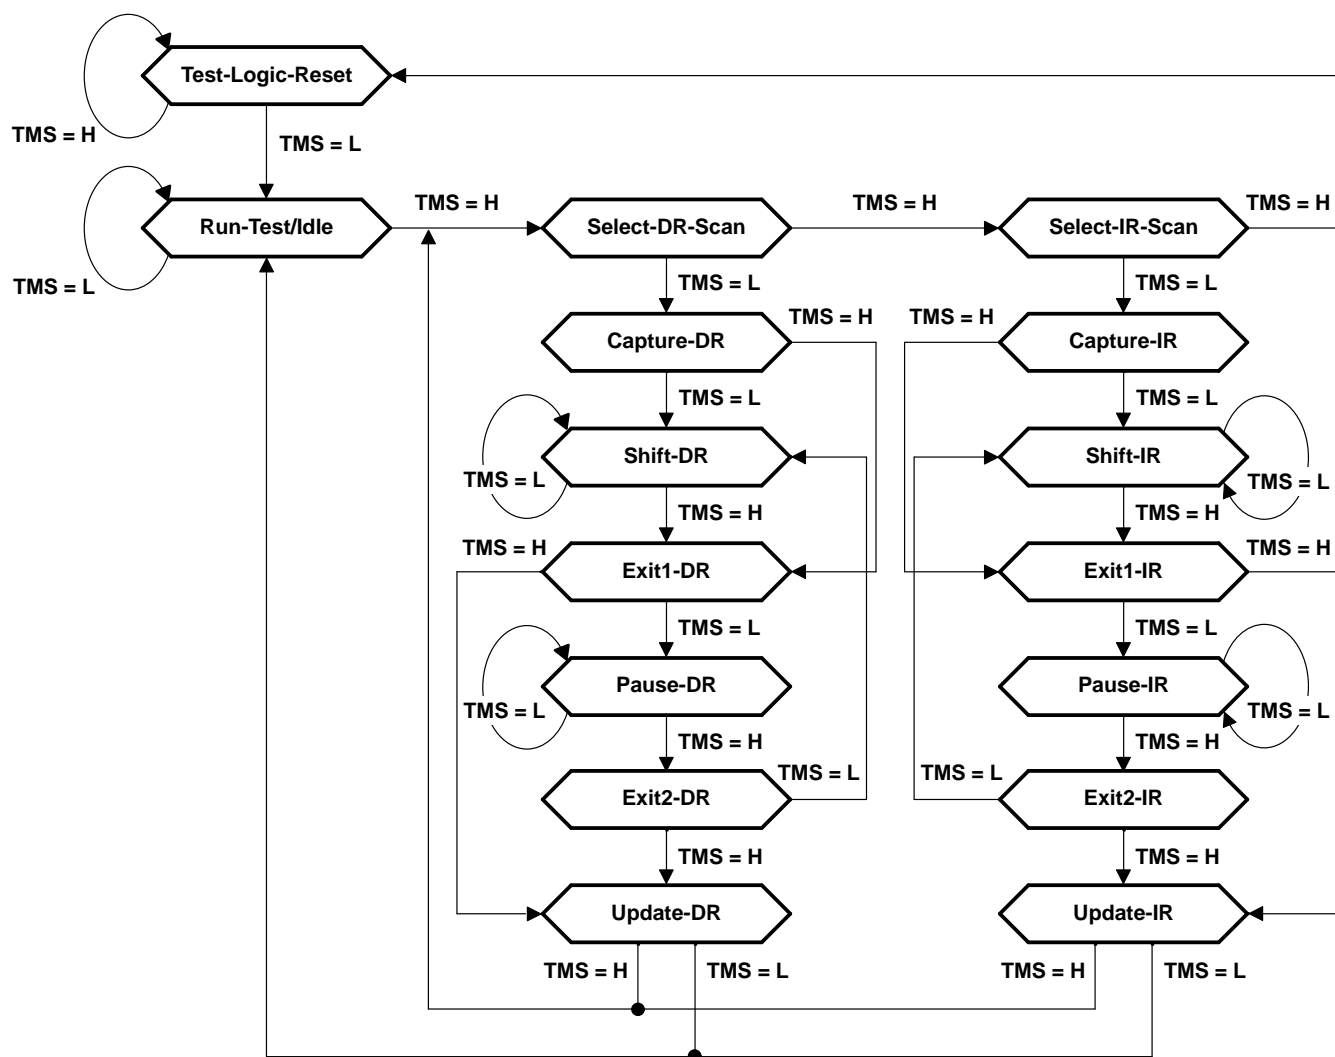 Test-Logic-Reset
TMS = H
TMS = L
TMS = H
TMS = H
TMS = H
Run-Test/Idle
Select-DR-Scan
Select-IR-Scan
TMS = L
TMS = L
TMS = L
TMS = H
TMS = H
Capture-DR
Capture-IR
TMS = L
TMS = L
Shift-DR
Shift-IR
TMS = L
TMS = L
TMS = H
TMS = H
TMS = H
TMS = H
Exit1-DR
Exit1-IR
TMS = L
TMS = L
Pause-DR
Pause-IR
TMS = L
TMS = L
TMS = H
TMS = H
TMS = L
TMS = L
Exit2-DR
Exit2-IR
TMS = H
TMS = H
Update-DR
Update-IR
TMS = H
TMS = L
TMS = H
TMS = L